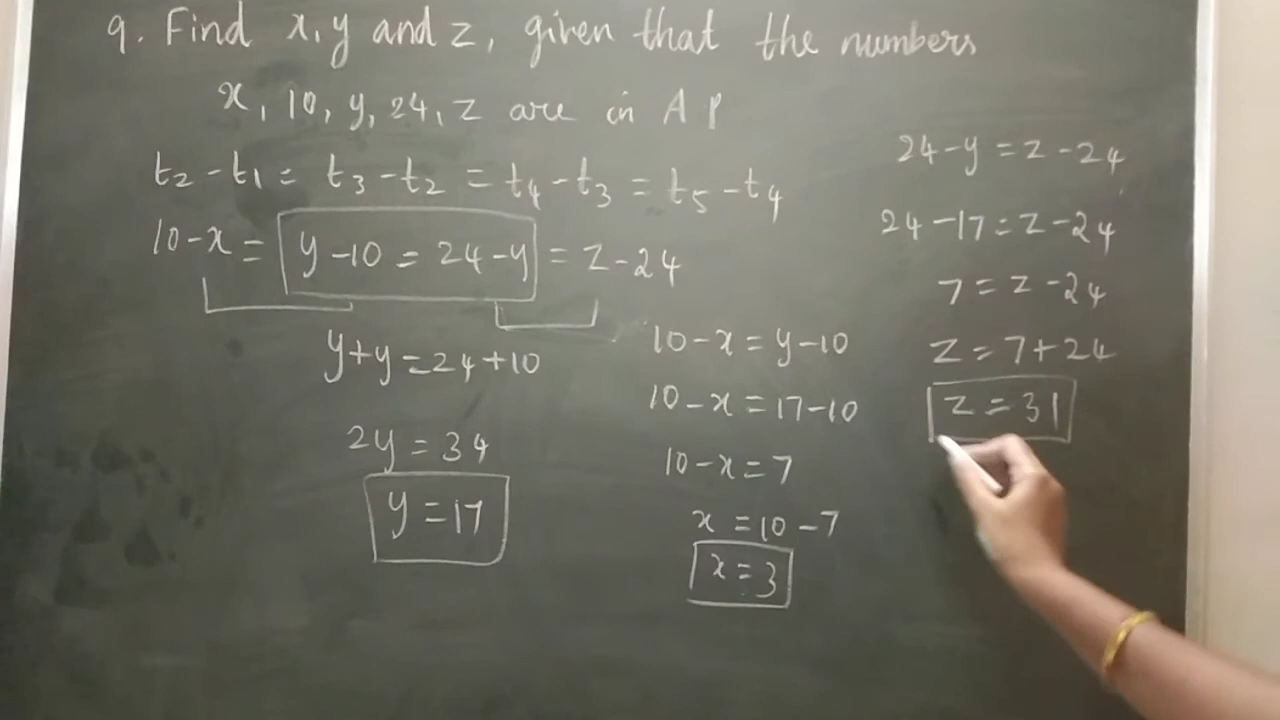 9. Find x, y and z, given that the numbers
x, 10, y, 24, z are in A P
t₂ - t₁ = t₃ - t₂ = t₄ - t₃ = t₅ - t₄
10 - x = y - 10 = 24 - y = z - 24
y + y = 24 + 10
2y = 34
y = 17
10 - x = y - 10
10 - x = 17 - 10
10 - x = 7
x = 10 - 7
x = 3
24 - y = z - 24
24 - 17 = z - 24
7 = z - 24
z = 7 + 24
z = 31